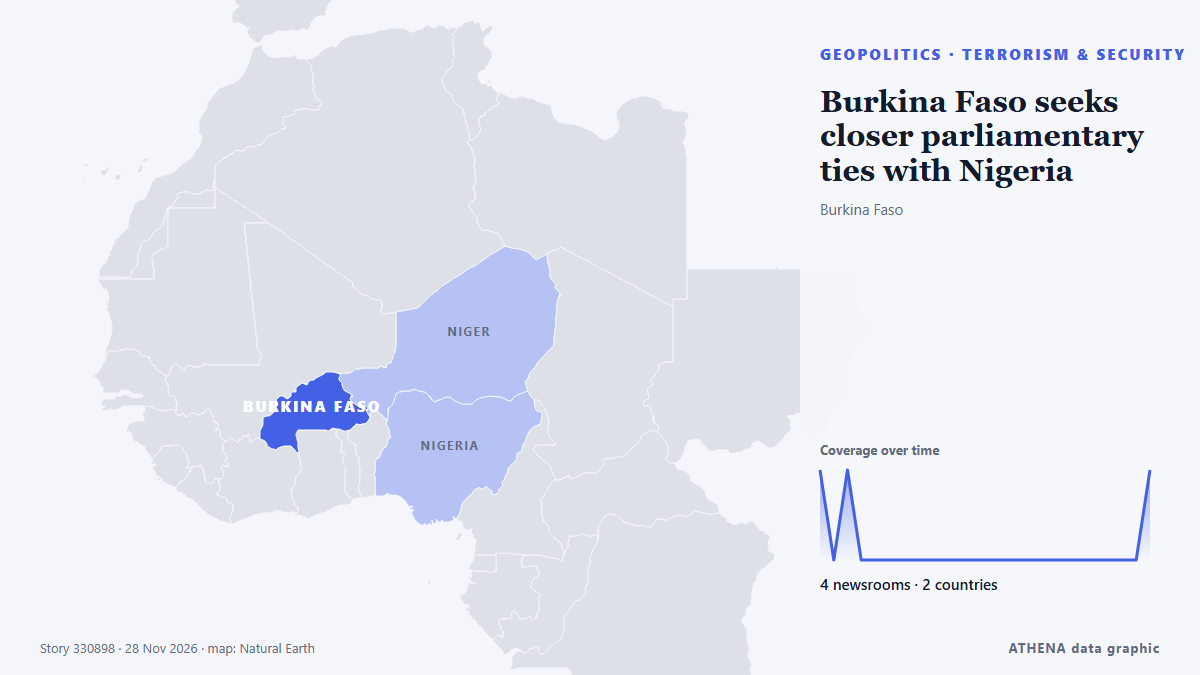 GEOPOLITICS · TERRORISM & SECURITY
Burkina Faso seeks
closer parliamentary
ties with Nigeria
Burkina Faso
NIGER
BURKINA FASO
NIGERIA
Coverage over time
4 newsrooms · 2 countries
Story 330898 · 28 Nov 2026 · map: Natural Earth
ATHENA data graphic